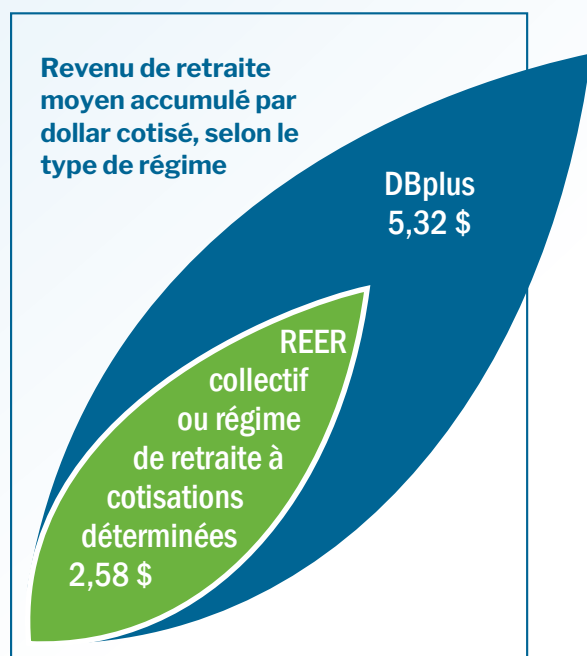 Revenu de retraite
moyen accumulé par
dollar cotisé, selon le
type de régime
DBplus
5,32 $
REER
collectif
ou régime
de retraite à
cotisations
déterminées
2,58 $